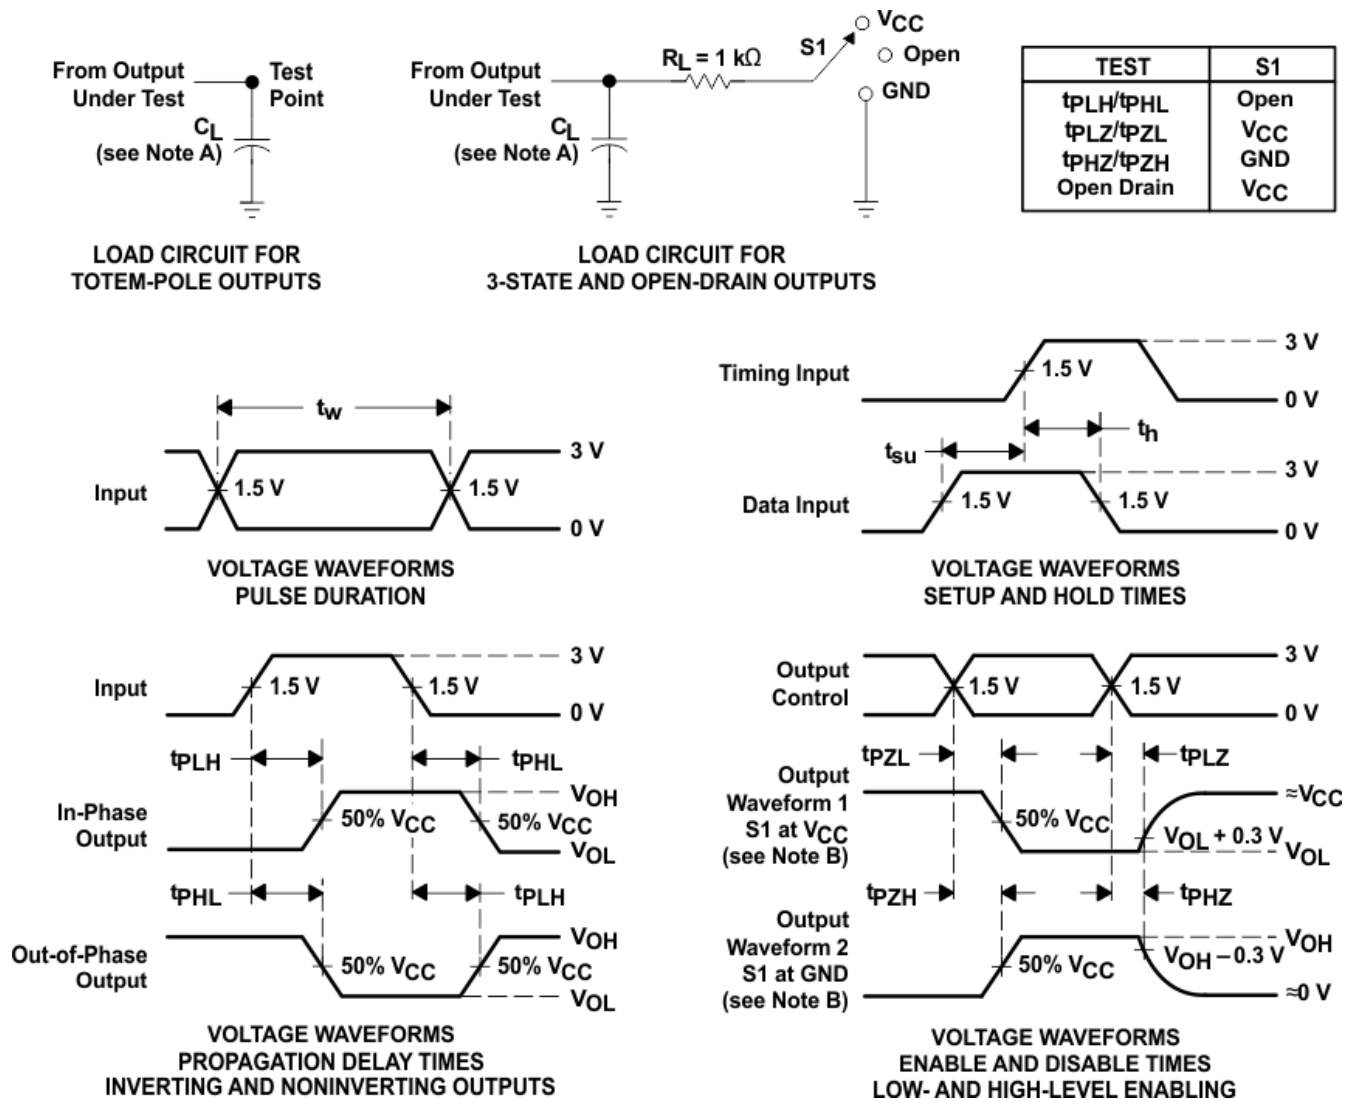 From Output
Under Test
Test
Point
CL
(see Note A)
LOAD CIRCUIT FOR
TOTEM-POLE OUTPUTS
From Output
Under Test
RL = 1 kΩ
S1
VCC
Open
GND
CL
(see Note A)
LOAD CIRCUIT FOR
3-STATE AND OPEN-DRAIN OUTPUTS
TEST S1
tPLH/tPHL Open
tPLZ/tPZL VCC
tPHZ/tPZH GND
Open Drain VCC
tw
3 V
Input
1.5 V
1.5 V
0 V
VOLTAGE WAVEFORMS
PULSE DURATION
3 V
Timing Input
1.5 V
0 V
th
tsu
3 V
Data Input
1.5 V
1.5 V
0 V
VOLTAGE WAVEFORMS
SETUP AND HOLD TIMES
3 V
Input
1.5 V
1.5 V
0 V
tPLH
tPHL
In-Phase
Output
VOH
50% VCC
50% VCC
VOL
tPHL
tPLH
Out-of-Phase
Output
VOH
50% VCC
50% VCC
VOL
VOLTAGE WAVEFORMS
PROPAGATION DELAY TIMES
INVERTING AND NONINVERTING OUTPUTS
Output
Control
3 V
1.5 V
1.5 V
0 V
tPZL
tPLZ
Output
Waveform 1
S1 at VCC
(see Note B)
≈VCC
50% VCC
VOL + 0.3 V
VOL
tPZH
tPHZ
Output
Waveform 2
S1 at GND
(see Note B)
VOH
50% VCC
VOH − 0.3 V
≈0 V
VOLTAGE WAVEFORMS
ENABLE AND DISABLE TIMES
LOW- AND HIGH-LEVEL ENABLING